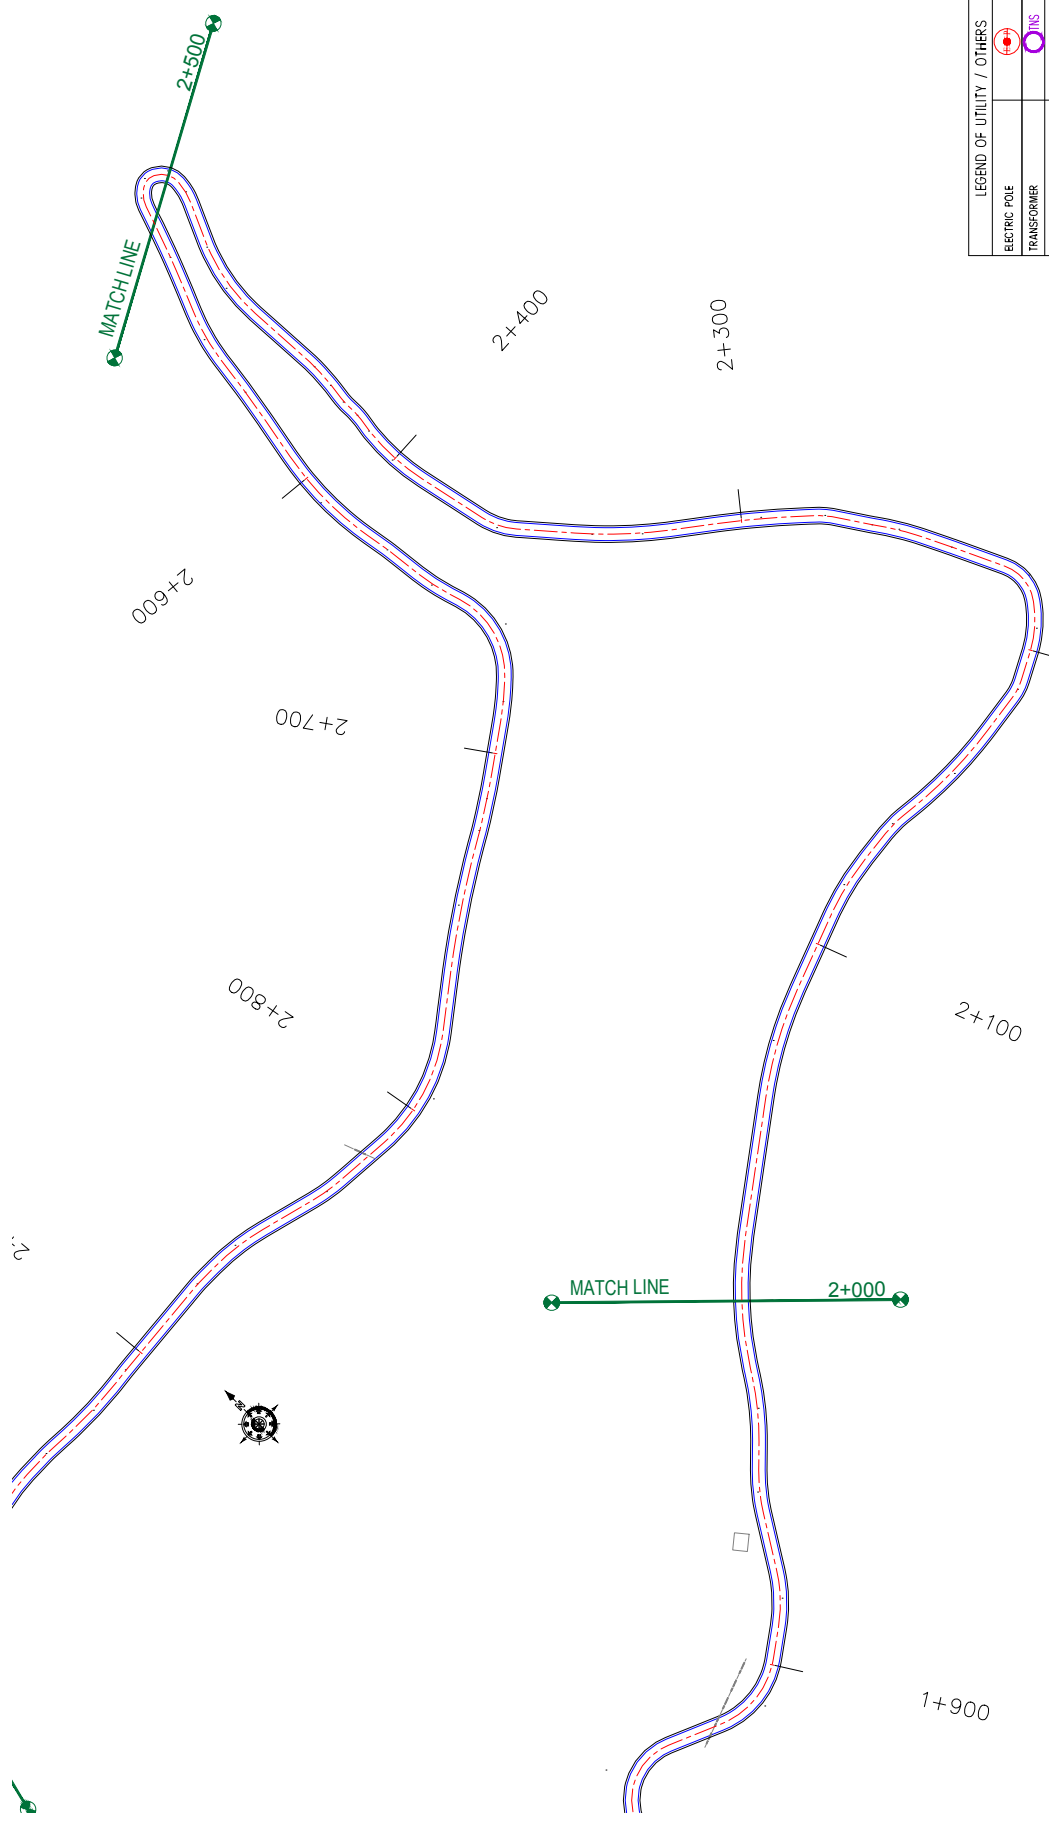 LEGEND OF UTILITY / OTHERS
ELECTRIC POLE
TRANSFORMER
TNS
2+500
MATCH LINE
2+400
2+300
2+600
2+700
2+800
2+100
N
MATCH LINE
2+000
1+900